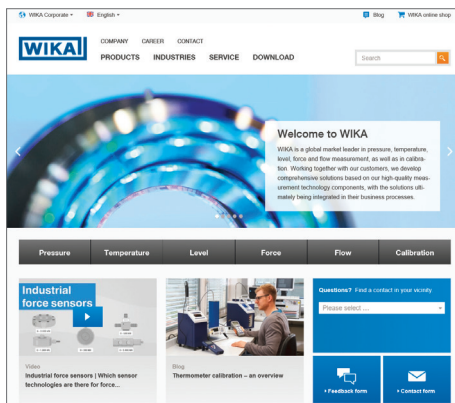 WIKA Corporate
English
Blog
WIKA online shop
WIKA
COMPANY CAREER CONTACT
PRODUCTS INDUSTRIES SERVICE DOWNLOAD
Search
Welcome to WIKA
WIKA is a global market leader in pressure, temperature,
level, force and flow measurement, as well as in calibra-
tion. Working together with our customers, we develop
comprehensive solutions based on our high-quality meas-
urement technology components, with the solutions ulti-
mately being integrated in their business processes.
Pressure Temperature Level Force Flow Calibration
Industrial
force sensors
Video
Industrial force sensors | Which sensor
technologies are there for force...
Blog
Thermometer calibration – an overview
Questions? Find a contact in your vicinity.
Please select ....
Feedback form
Contact form